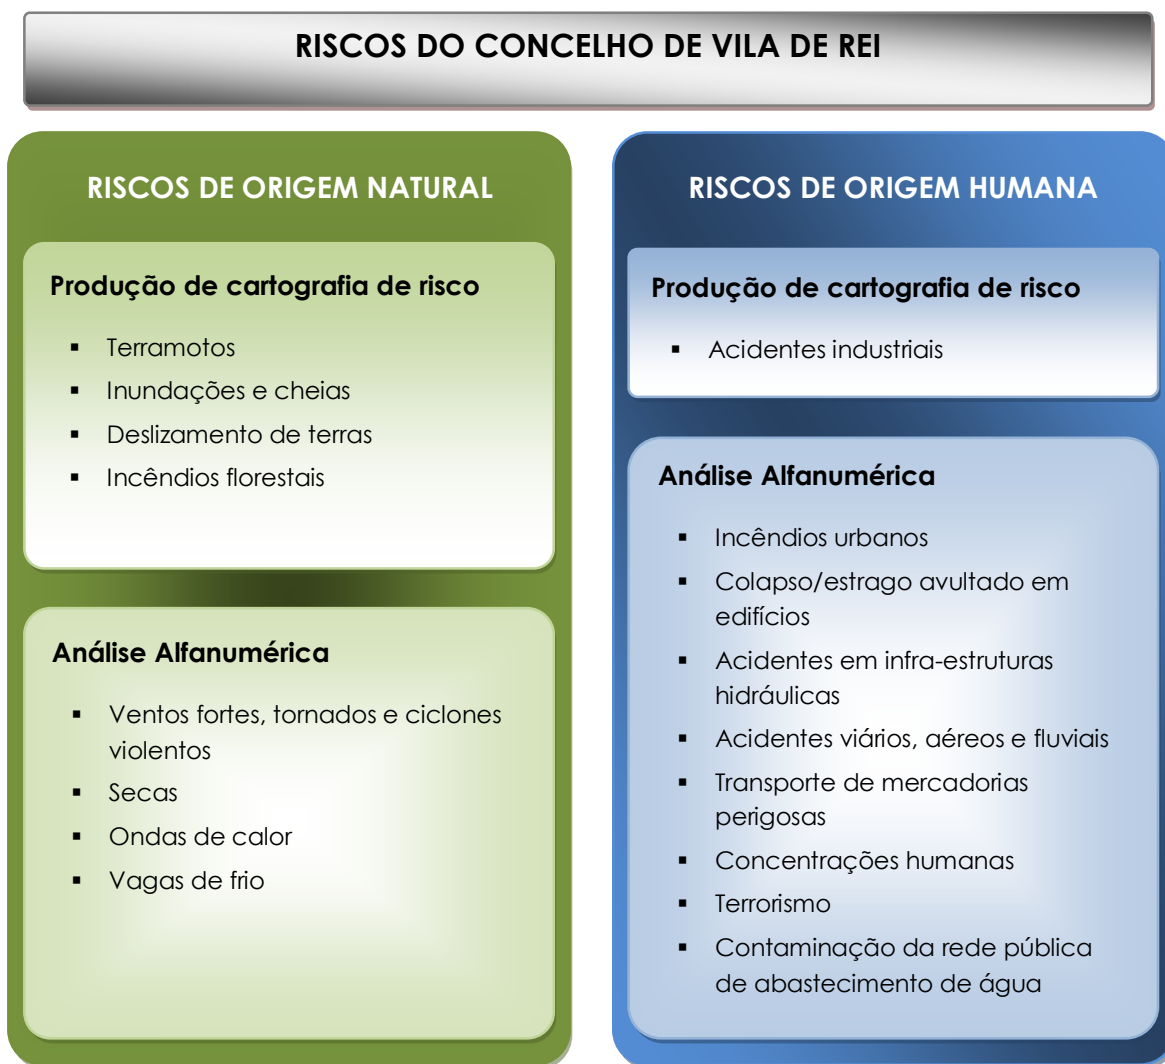 RISCOS DO CONCELHO DE VILA DE REI
RISCOS DE ORIGEM NATURAL
Produção de cartografia de risco
▪ Terramotos
▪ Inundações e cheias
▪ Deslizamento de terras
▪ Incêndios florestais
Análise Alfanumérica
▪ Ventos fortes, tornados e ciclones
violentos
▪ Secas
▪ Ondas de calor
▪ Vagas de frio
RISCOS DE ORIGEM HUMANA
Produção de cartografia de risco
▪ Acidentes industriais
Análise Alfanumérica
▪ Incêndios urbanos
▪ Colapso/estrago avultado em
edifícios
▪ Acidentes em infra-estruturas
hidráulicas
▪ Acidentes viários, aéreos e fluviais
▪ Transporte de mercadorias
perigosas
▪ Concentrações humanas
▪ Terrorismo
▪ Contaminação da rede pública
de abastecimento de água